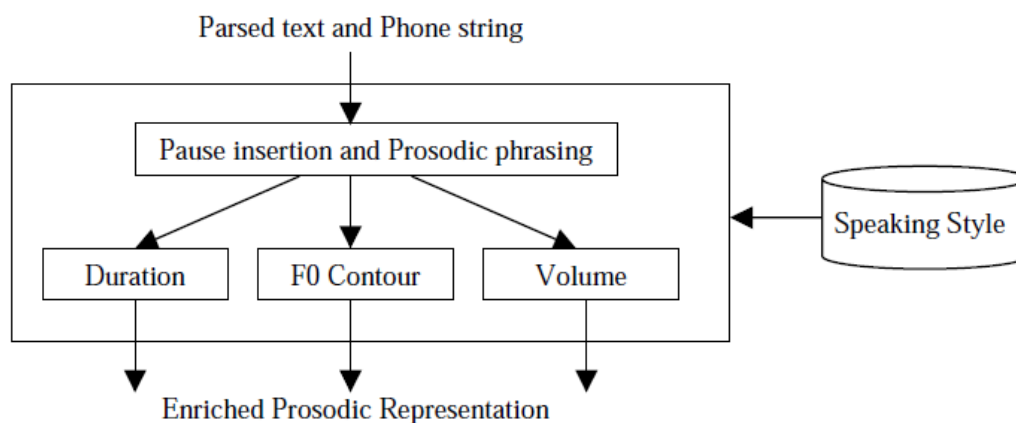 Parsed text and Phone string
Pause insertion and Prosodic phrasing
Speaking Style
Duration
F0 Contour
Volume
Enriched Prosodic Representation